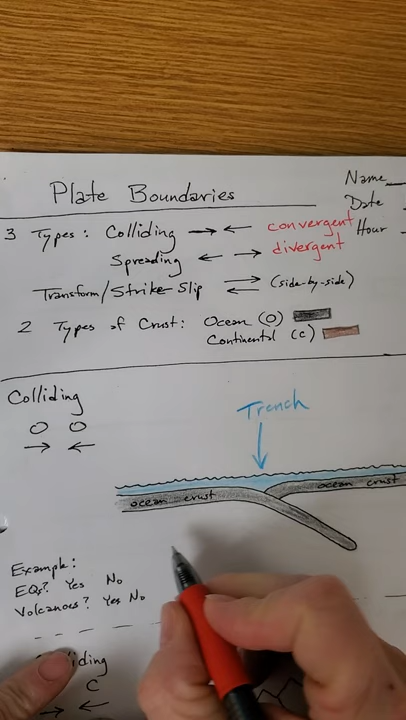 Plate Boundaries
Name
Date
Hour
3 Types: Colliding → ← convergent
Spreading ← → divergent
Transform/Strike-Slip (side-by-side)
2 Types of Crust: Ocean (O)
Continental (C)
Colliding
O O
→ ←
Trench
ocean crust
ocean crust
Example:
EQs? Yes No
Volcanoes? Yes No
C
→ ←